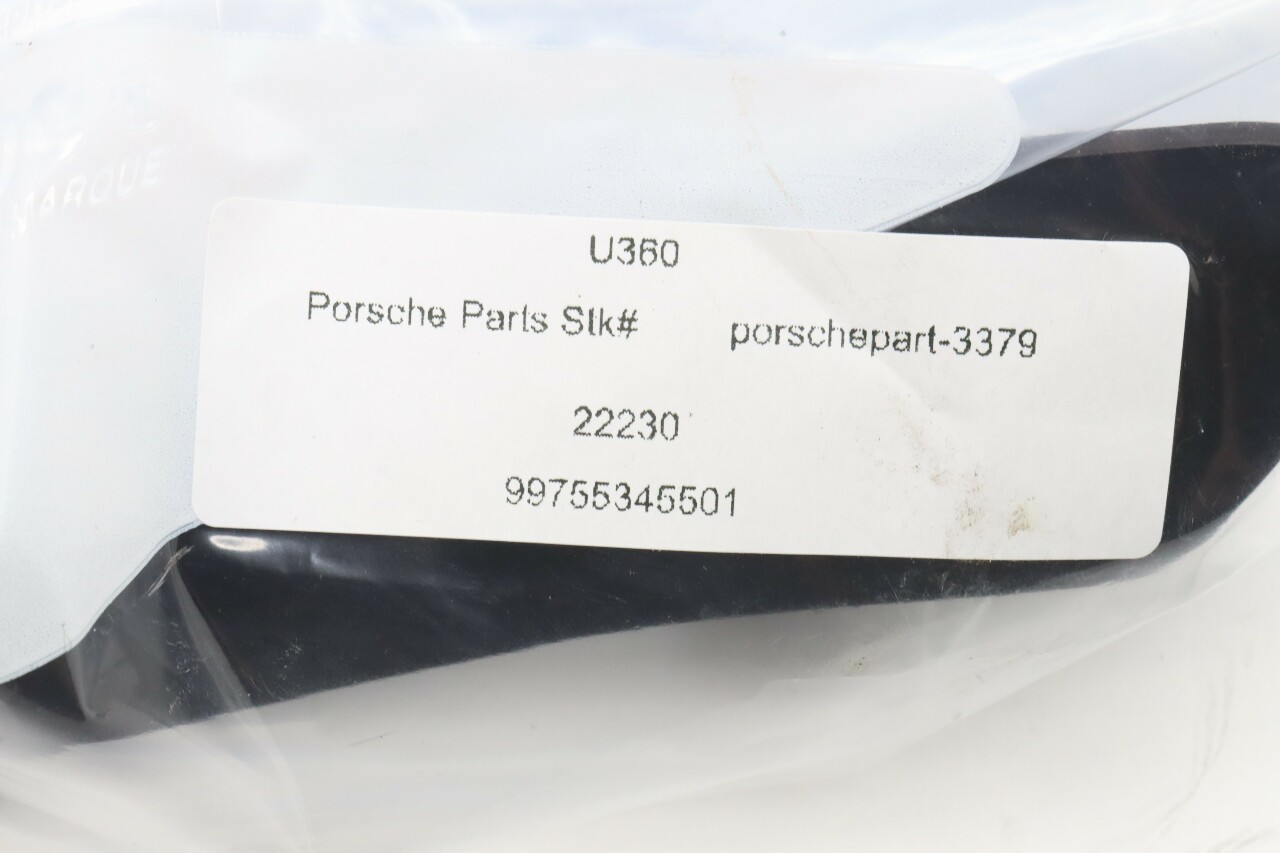 MARQUE
U360
Porsche Parts Stk# porschepart-3379
22230
99755345501